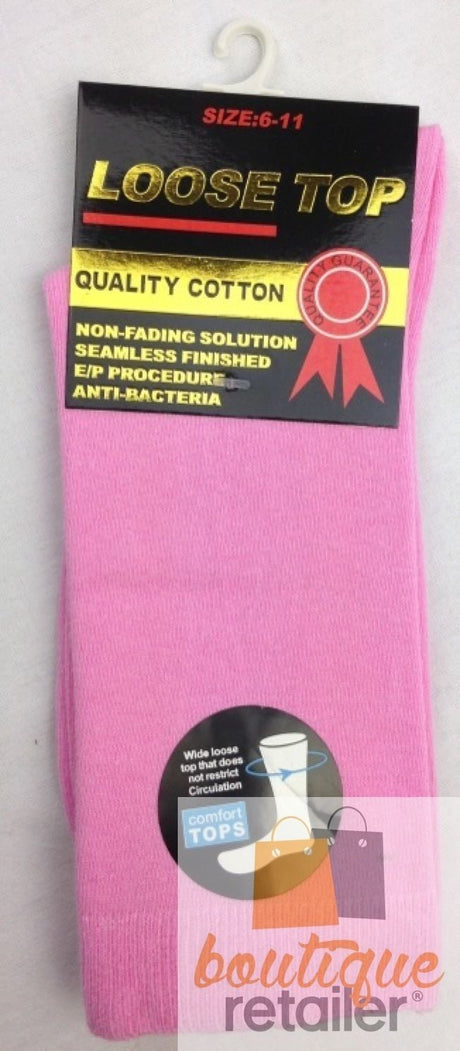 SIZE:6-11
LOOSE TOP
QUALITY COTTON
QUALITY GUARANTEE
NON-FADING SOLUTION
SEAMLESS FINISHED
E/P PROCEDURE
ANTI-BACTERIA
Wide loose
top that does
not restrict
Circulation
comfort
TOPS
boutique
retailer®